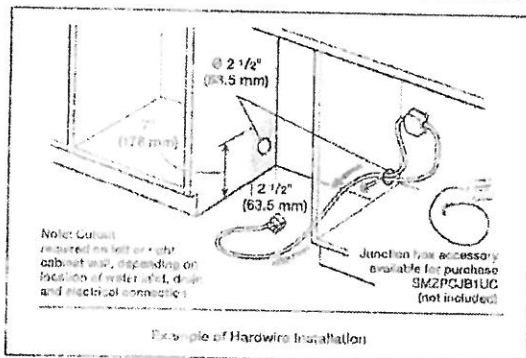 Ø 2 1/2"
(63.5 mm)
7"
(178 mm)
2 1/2"
(63.5 mm)
Note: Cutout
required on left or right
cabinet wall, depending on
location of water inlet, drain
and electrical connection
Junction box accessory
available for purchase
SMZPCJB1UC
(not included)
Example of Hardwire Installation